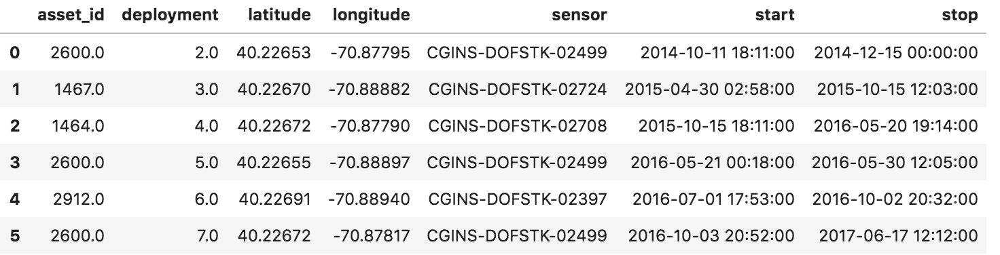 asset_id deployment latitude longitude sensor start stop
0 2600.0 2.0 40.22653 -70.87795 CGINS-DOFSTK-02499 2014-10-11 18:11:00 2014-12-15 00:00:00
1 1467.0 3.0 40.22670 -70.88882 CGINS-DOFSTK-02724 2015-04-30 02:58:00 2015-10-15 12:03:00
2 1464.0 4.0 40.22672 -70.87790 CGINS-DOFSTK-02708 2015-10-15 18:11:00 2016-05-20 19:14:00
3 2600.0 5.0 40.22655 -70.88897 CGINS-DOFSTK-02499 2016-05-21 00:18:00 2016-05-30 12:05:00
4 2912.0 6.0 40.22691 -70.88940 CGINS-DOFSTK-02397 2016-07-01 17:53:00 2016-10-02 20:32:00
5 2600.0 7.0 40.22672 -70.87817 CGINS-DOFSTK-02499 2016-10-03 20:52:00 2017-06-17 12:12:00